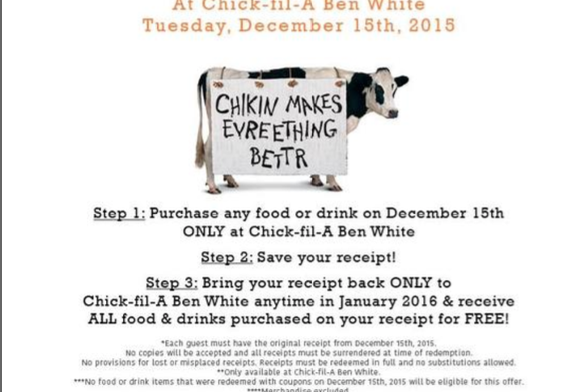 At Chick-fil-A Ben White
Tuesday, December 15th, 2015
CHIKIN MAKES
EVREETHING
BETTR
Step 1: Purchase any food or drink on December 15th
ONLY at Chick-fil-A Ben White
Step 2: Save your receipt!
Step 3: Bring your receipt back ONLY to
Chick-fil-A Ben White anytime in January 2016 & receive
ALL food & drinks purchased on your receipt for FREE!
*Each guest must have the original receipt from December 15th, 2015.
No copies will be accepted and all receipts must be surrendered at time of redemption.
No provisions for lost or misplaced receipts. Receipts must be redeemed in full and no substitutions allowed.
**Only available at Chick-fil-A Ben White.
***No food or drink items that were redeemed with coupons on December 15th, 2015 will be eligible for this offer.
****Merchandise excluded